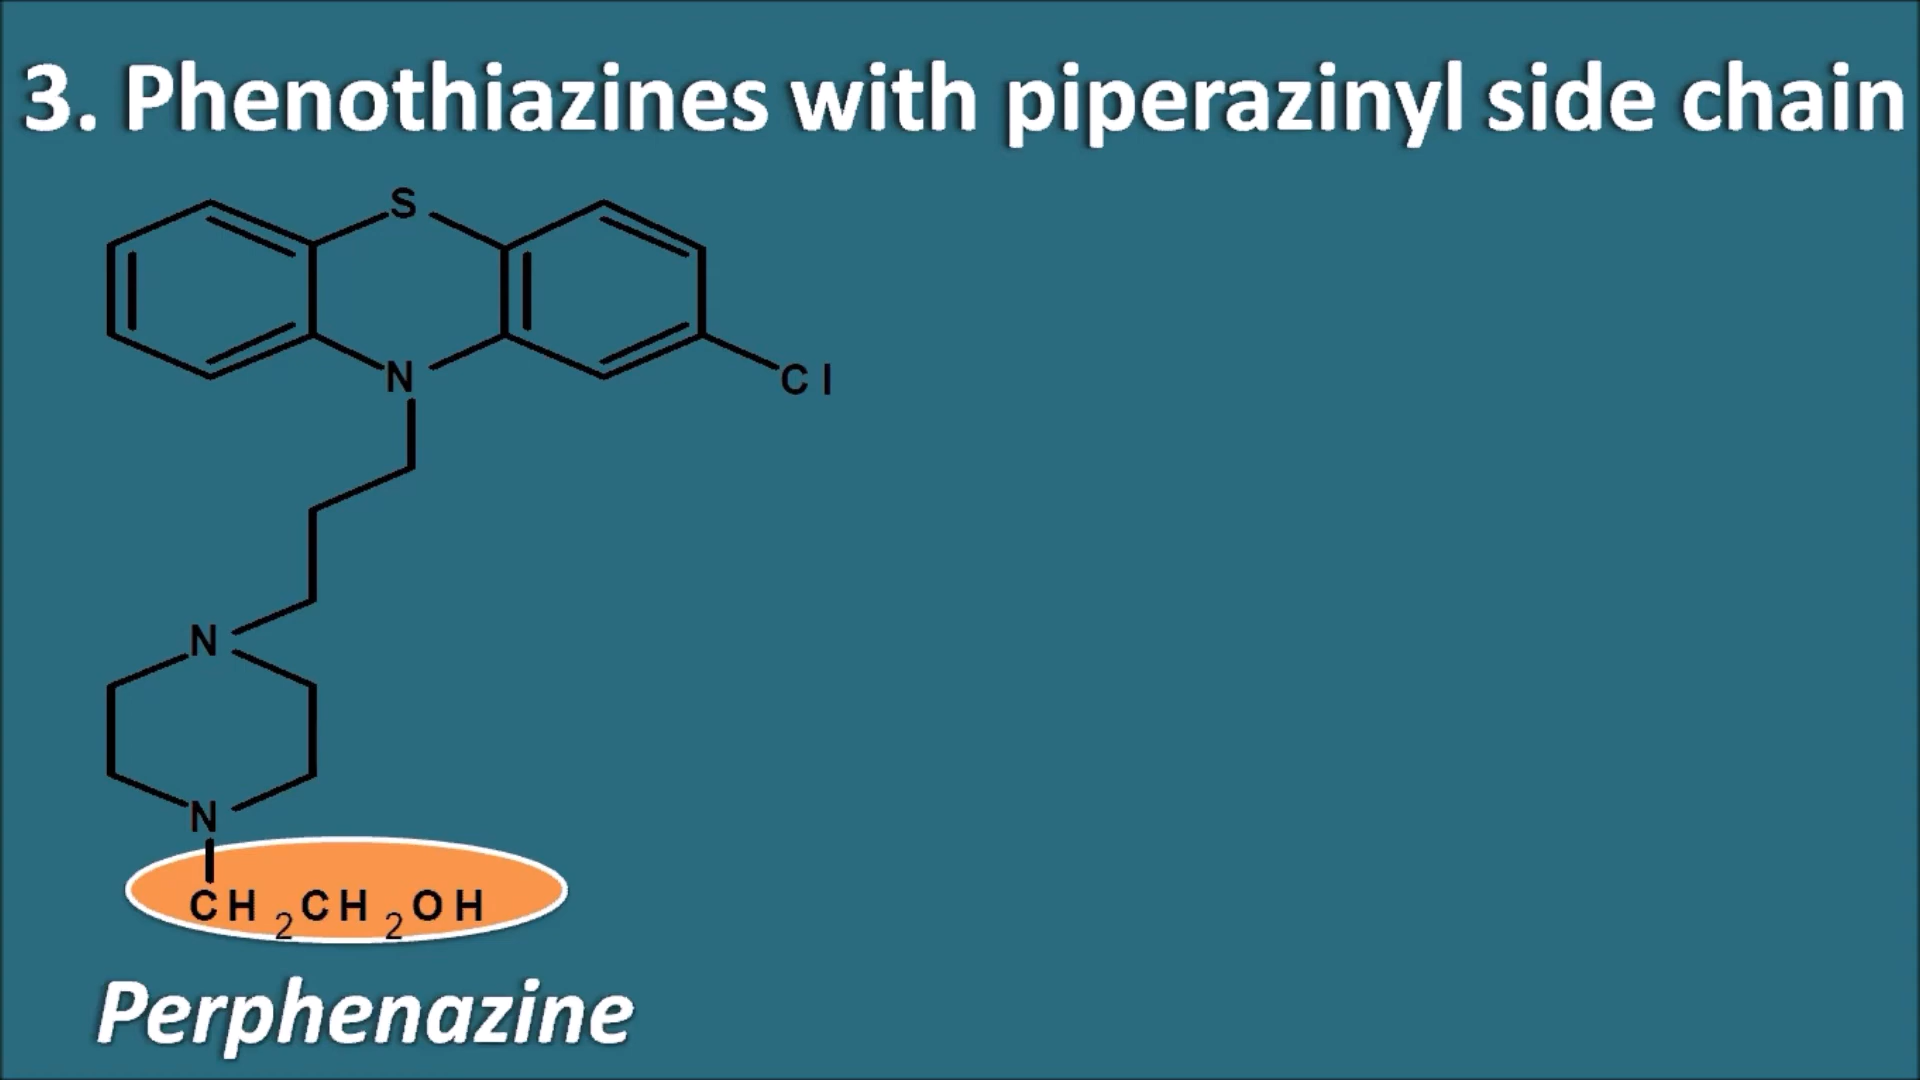 3. Phenothiazines with piperazinyl side chain
S
N
Cl
N
N
CH2CH2OH
Perphenazine